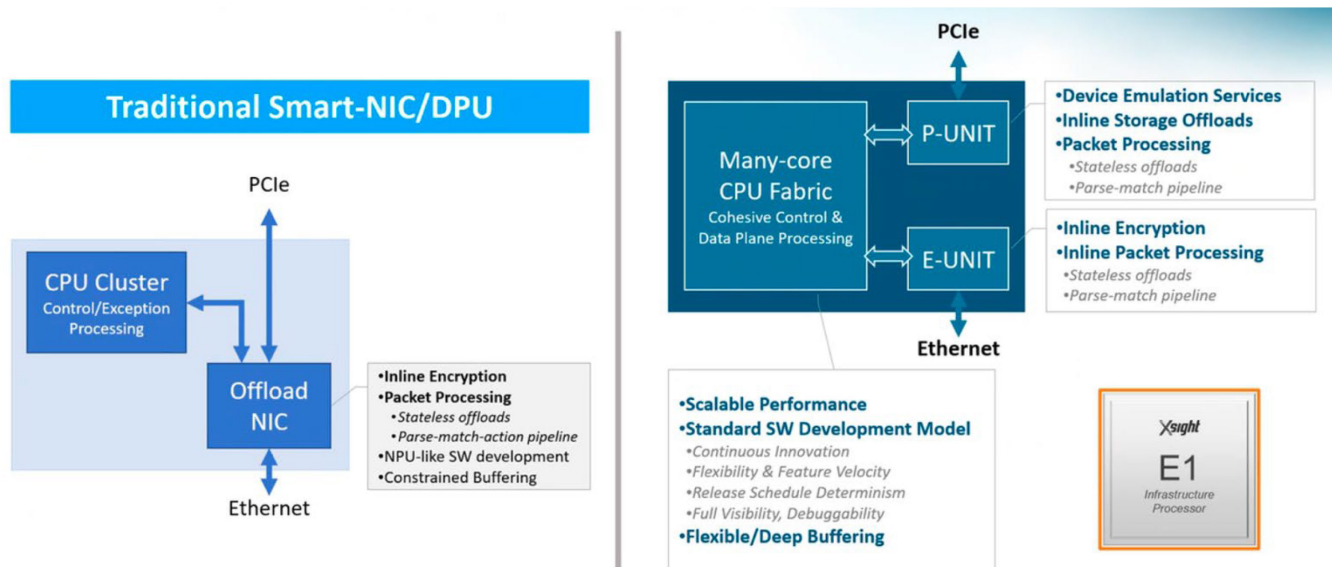 Traditional Smart-NIC/DPU
PCIe
CPU Cluster
Control/Exception
Processing
Offload
NIC
Ethernet
•Inline Encryption
•Packet Processing
•Stateless offloads
•Parse-match-action pipeline
•NPU-like SW development
•Constrained Buffering
PCIe
Many-core
CPU Fabric
Cohesive Control &
Data Plane Processing
P-UNIT
E-UNIT
Ethernet
•Device Emulation Services
•Inline Storage Offloads
•Packet Processing
•Stateless offloads
•Parse-match pipeline
•Inline Encryption
•Inline Packet Processing
•Stateless offloads
•Parse-match pipeline
•Scalable Performance
•Standard SW Development Model
•Continuous Innovation
•Flexibility & Feature Velocity
•Release Schedule Determinism
•Full Visibility, Debuggability
•Flexible/Deep Buffering
Xsight
E1
Infrastructure
Processor